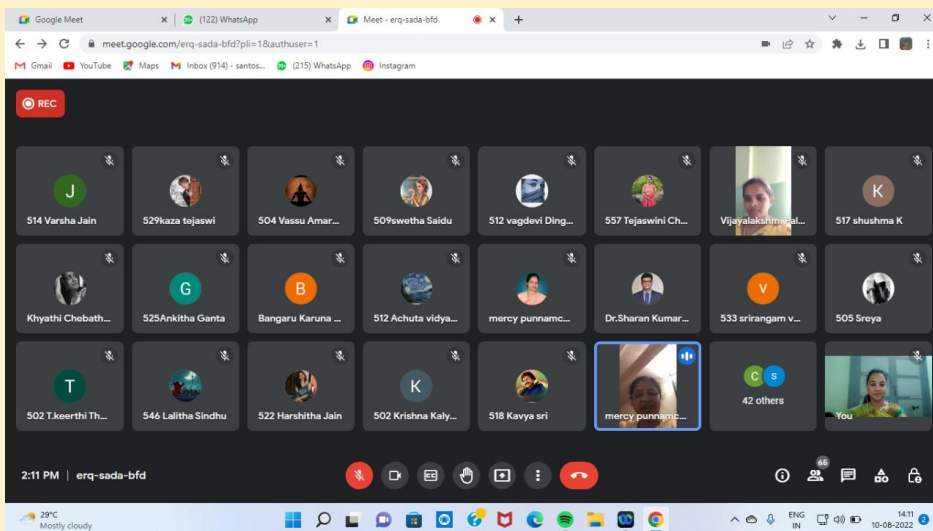 Google Meet
(122) WhatsApp
Meet - erq-sada-bfd
meet.google.com/erq-sada-bfd?pli=1&authuser=1
Gmail YouTube Maps Inbox (914) - santos... (215) WhatsApp Instagram
REC
J K
514 Varsha Jain 529kaza tejaswi 504 Vassu Amar... 509swetha Saidu 512 vagdevi Ding... 557 Tejaswini Ch... Vijayalakshmi Pal... 517 shushma K
G B V
Khyathi Chebath... 525Ankitha Ganta Bangaru Karuna ... 512 Achuta vidya... mercy punnamc... Dr.Sharan Kumar... 533 srirangam v... 505 Sreya
T K C S
502 T.keerthi Th... 546 Lalitha Sindhu 522 Harshitha Jain 502 Krishna Kaly... 518 Kavya sri mercy punnamc... 42 others You
2:11 PM | erq-sada-bfd
CC
65
29°C
Mostly cloudy
ENG
IN
14:11
10-08-2022
2